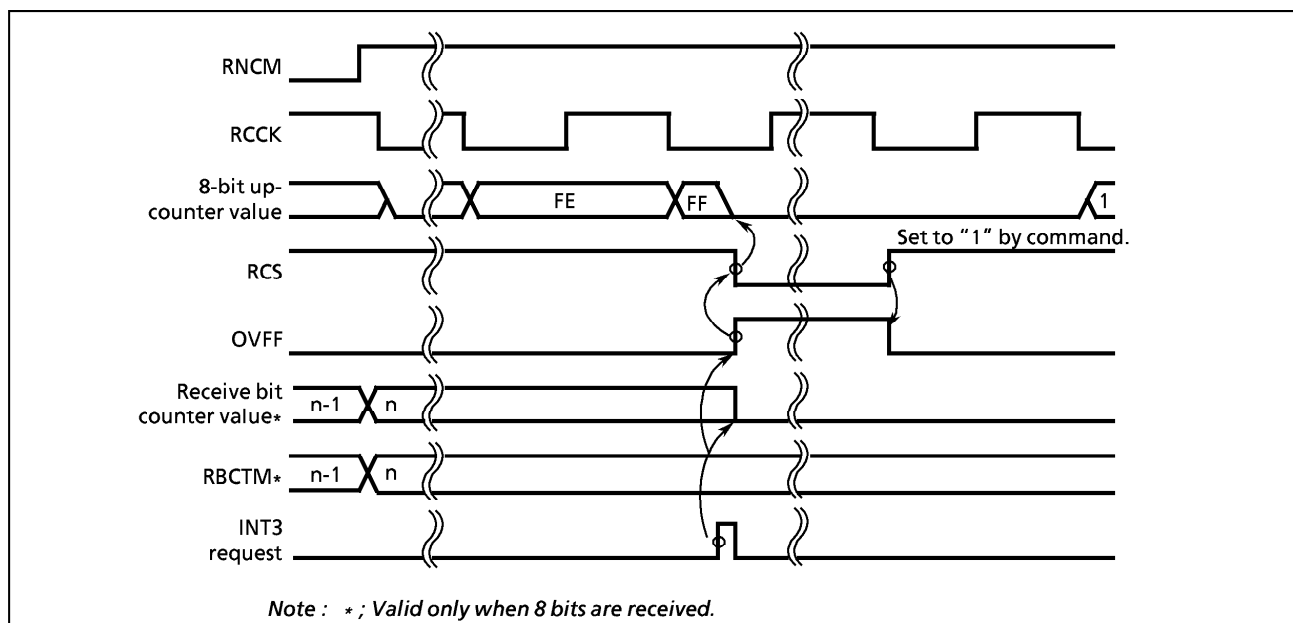 RNCM
RCCK
8-bit up-
counter value
FE
FF
1
Set to "1" by command.
RCS
OVFF
Receive bit
counter value*
n-1
n
RBCTM*
n-1
n
INT3
request
Note : * ; Valid only when 8 bits are received.